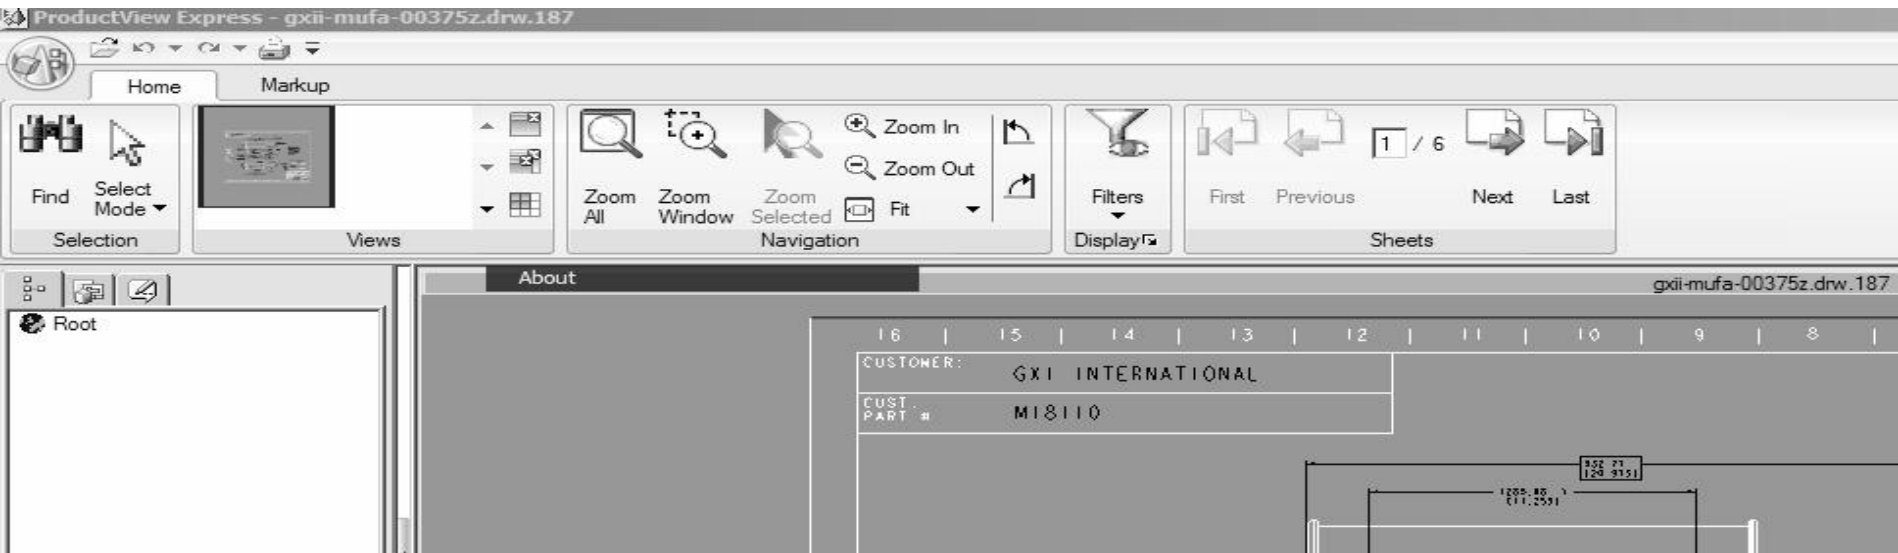 ProductView Express - gxii-mufa-00375z.drw.187
Home
Markup
Find
Select Mode
Zoom All
Zoom Window
Zoom Selected
Zoom In
Zoom Out
Fit
Filters
First
Previous
1 / 6
Next
Last
Selection
Views
Navigation
Display
Sheets
About
gxii-mufa-00375z.drw.187
Root
16 | 15 | 14 | 13 | 12 | 11 | 10 | 9 | 8 |
CUSTOMER: GXI INTERNATIONAL
CUST. PART # M18110